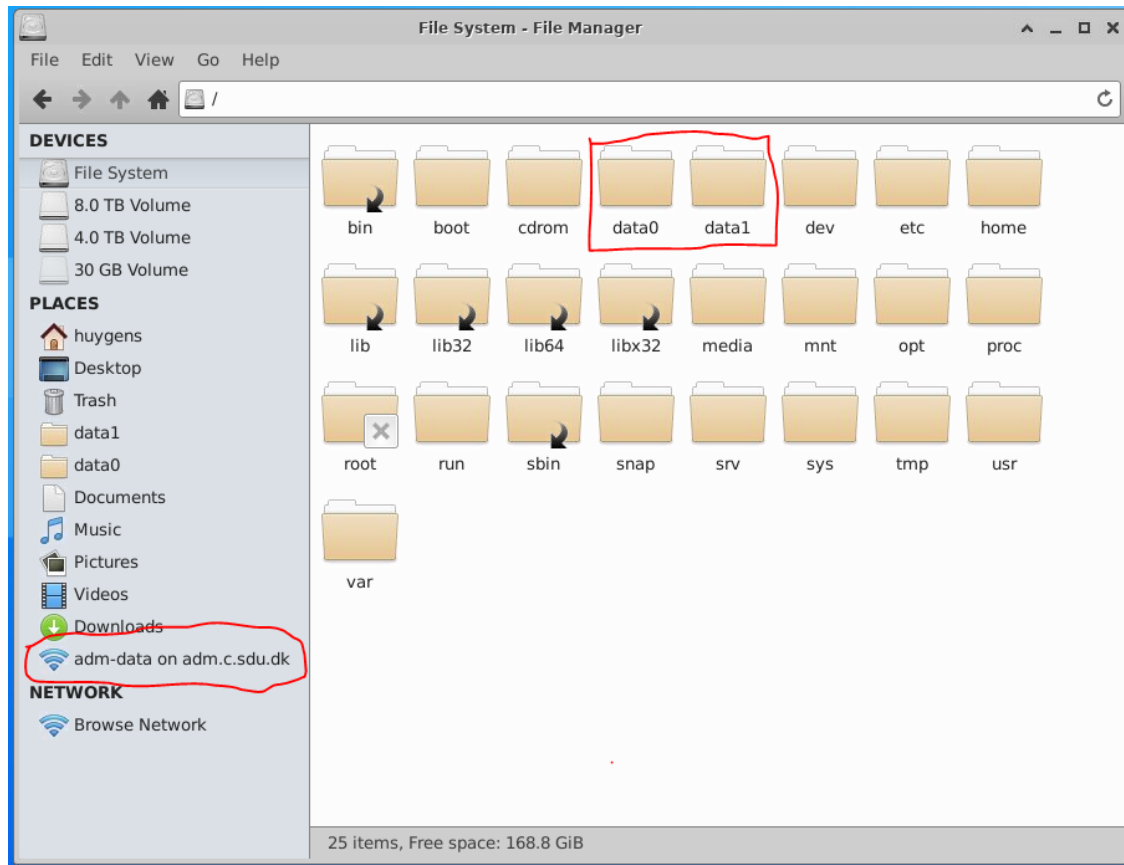 File System - File Manager
File Edit View Go Help
/
DEVICES
File System
8.0 TB Volume
4.0 TB Volume
30 GB Volume
PLACES
huygens
Desktop
Trash
data1
data0
Documents
Music
Pictures
Videos
Downloads
adm-data on adm.c.sdu.dk
NETWORK
Browse Network
bin boot cdrom data0 data1 dev etc home
lib lib32 lib64 libx32 media mnt opt proc
root run sbin snap srv sys tmp usr
var
25 items, Free space: 168.8 GiB